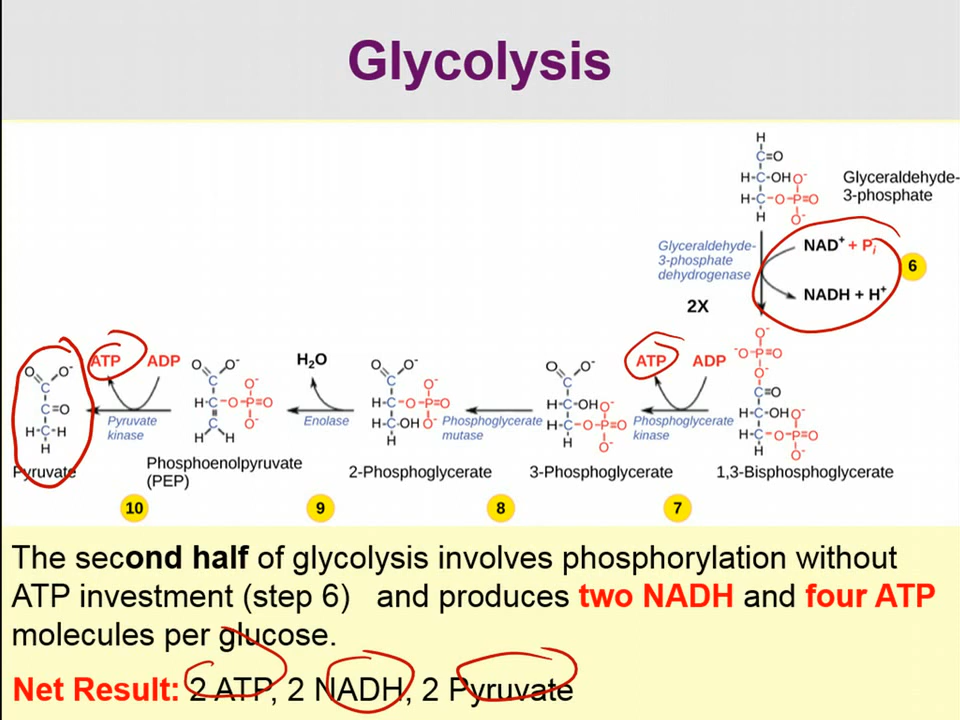 Glycolysis
H
C=O
H-C-OH O-
H-C-O-P=O
H O-
Glyceraldehyde-
3-phosphate
Glyceraldehyde-
3-phosphate
dehydrogenase
NAD+ + Pi
6
NADH + H+
2X
O-
-O-P=O
O-
C=O
H-C-OH O-
H-C-O-P=O
H O-
1,3-Bisphosphoglycerate
ATP ADP
Phosphoglycerate
kinase
7
O O-
C
H-C-OH O-
H-C-O-P=O
H O-
3-Phosphoglycerate
Phosphoglycerate
mutase
8
O O-
C O-
H-C-O-P=O
H-C-OH O-
H
2-Phosphoglycerate
H2O
Enolase
9
O O-
C O-
H-C-O-P=O
C O-
H H
Phosphoenolpyruvate
(PEP)
ATP ADP
Pyruvate
kinase
10
O O-
C
C=O
H-C-H
H
Pyruvate
The second half of glycolysis involves phosphorylation without
ATP investment (step 6) and produces two NADH and four ATP
molecules per glucose.
Net Result: 2 ATP, 2 NADH, 2 Pyruvate